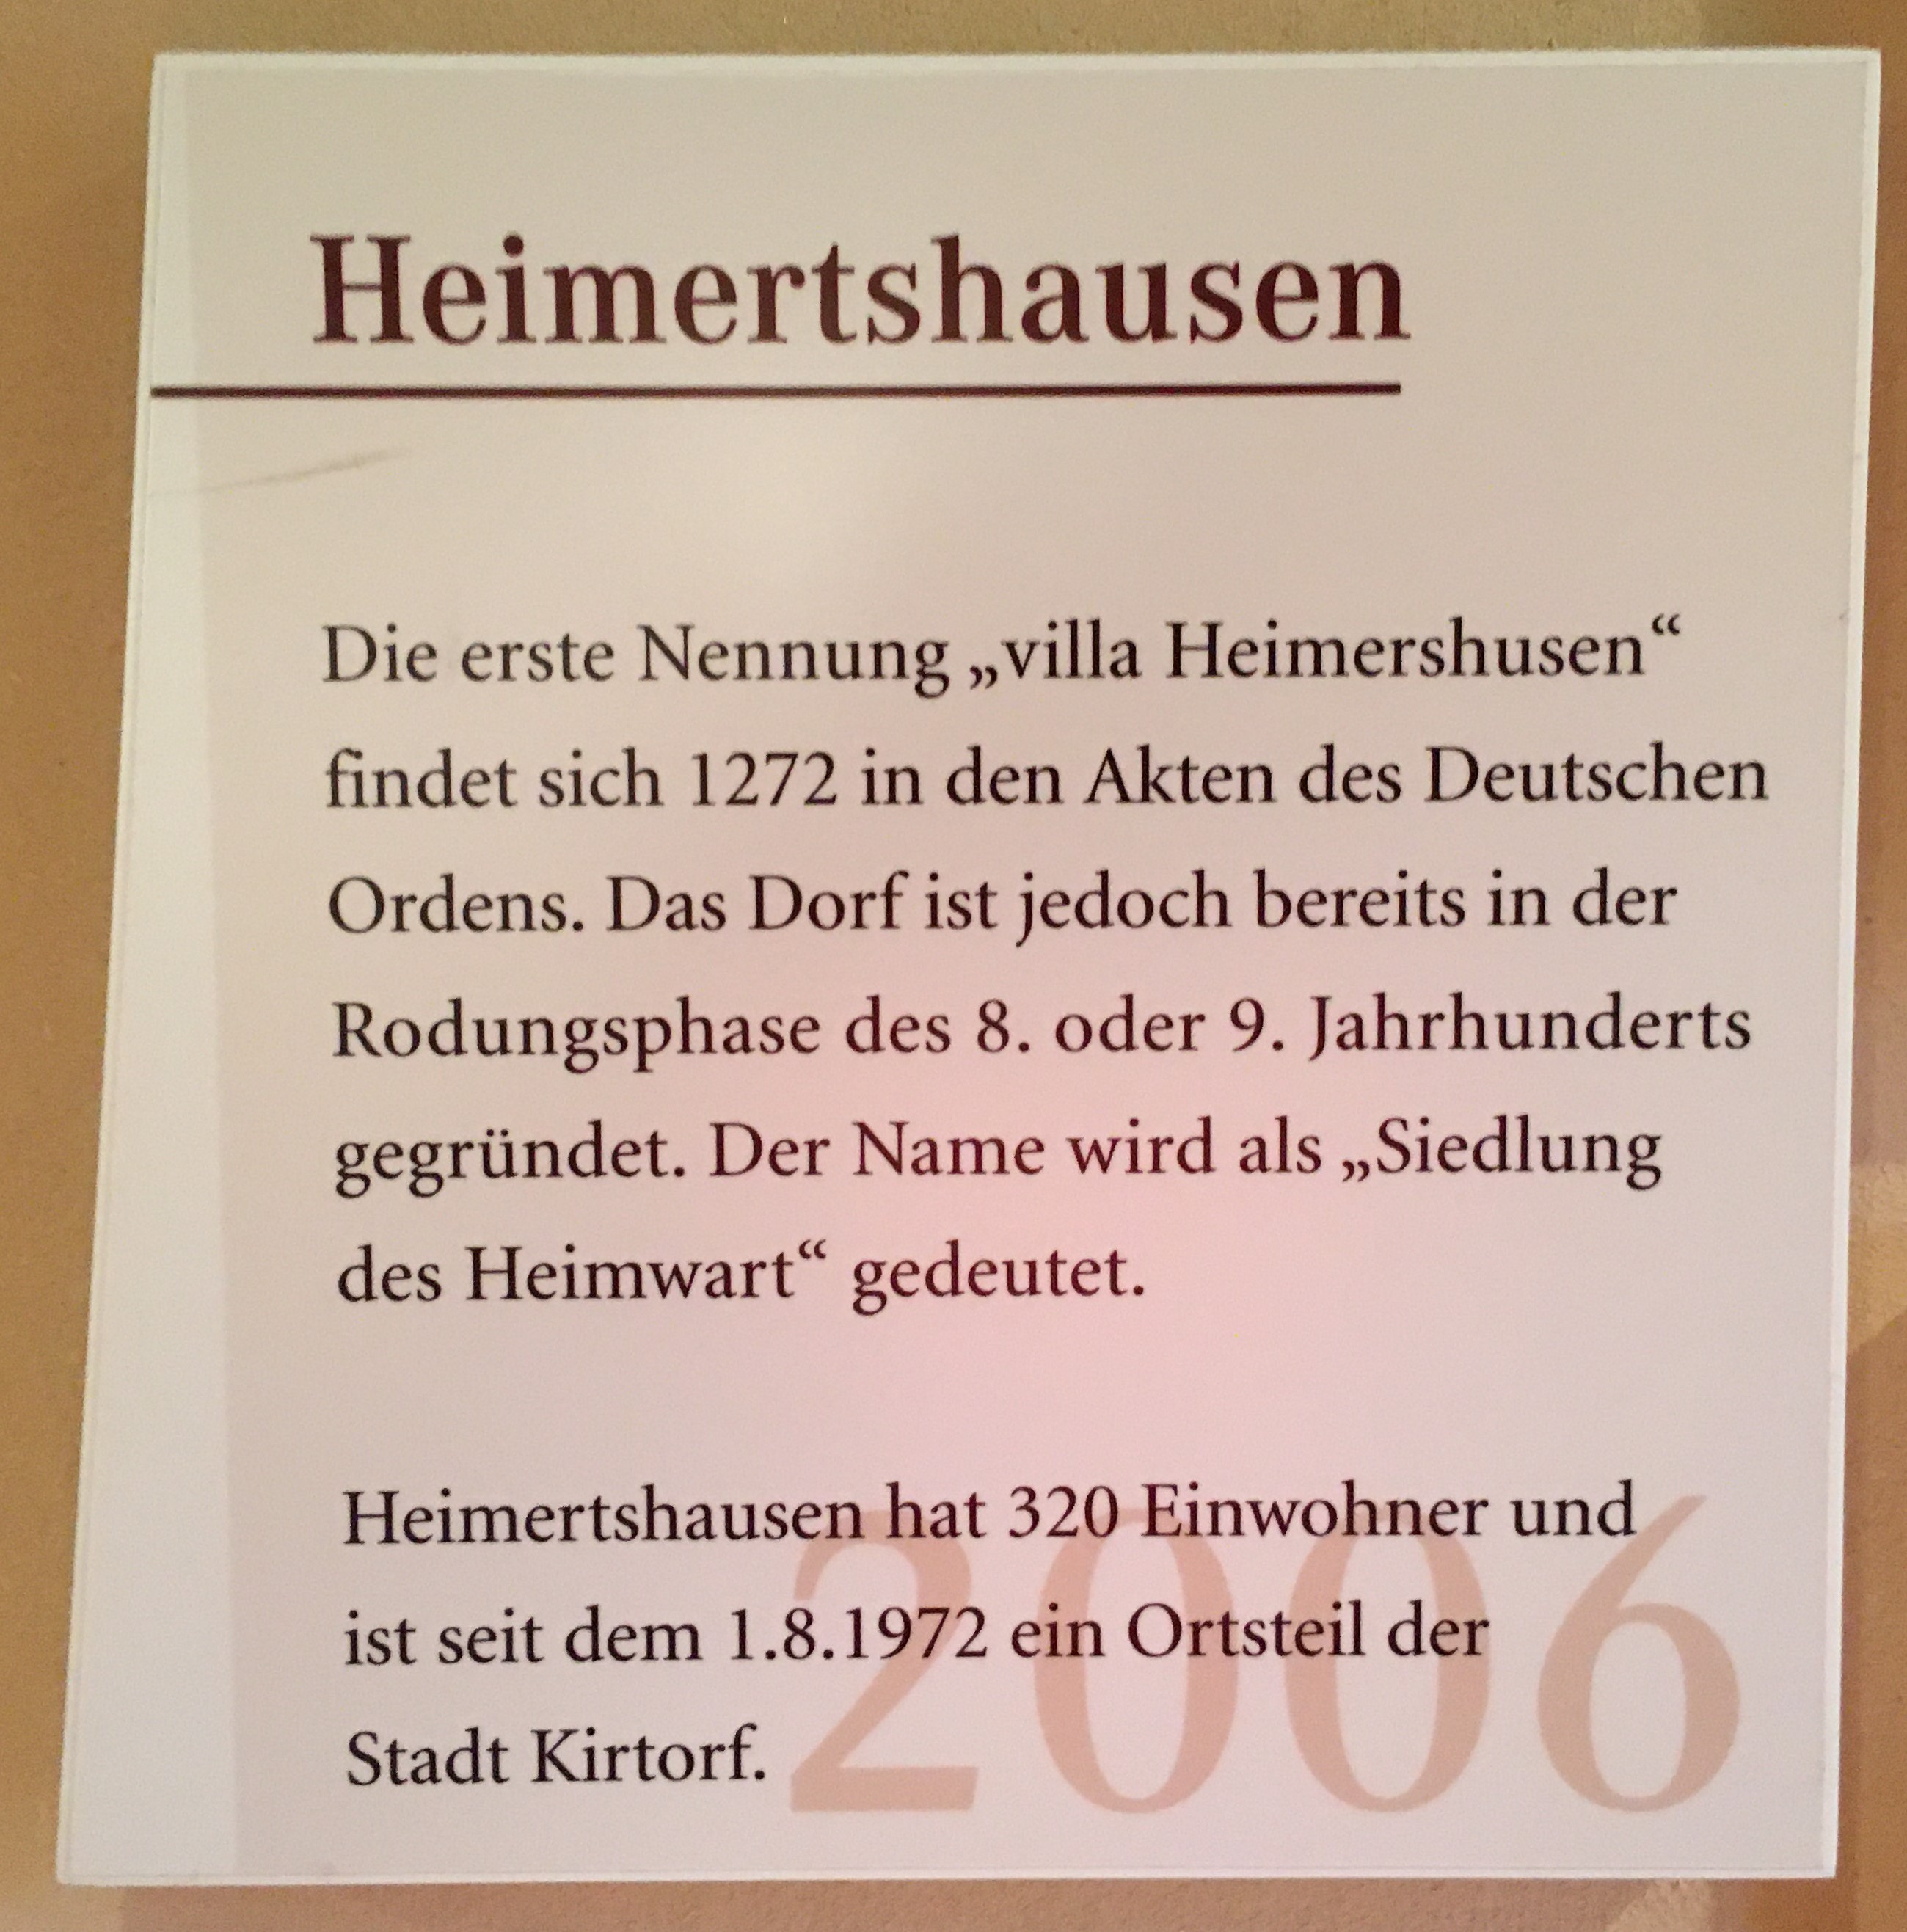 Heimertshausen
Die erste Nennung „villa Heimershusen“
findet sich 1272 in den Akten des Deutschen
Ordens. Das Dorf ist jedoch bereits in der
Rodungsphase des 8. oder 9. Jahrhunderts
gegründet. Der Name wird als „Siedlung
des Heimwart“ gedeutet.
Heimertshausen hat 320 Einwohner und
ist seit dem 1.8.1972 ein Ortsteil der
Stadt Kirtorf.
2006